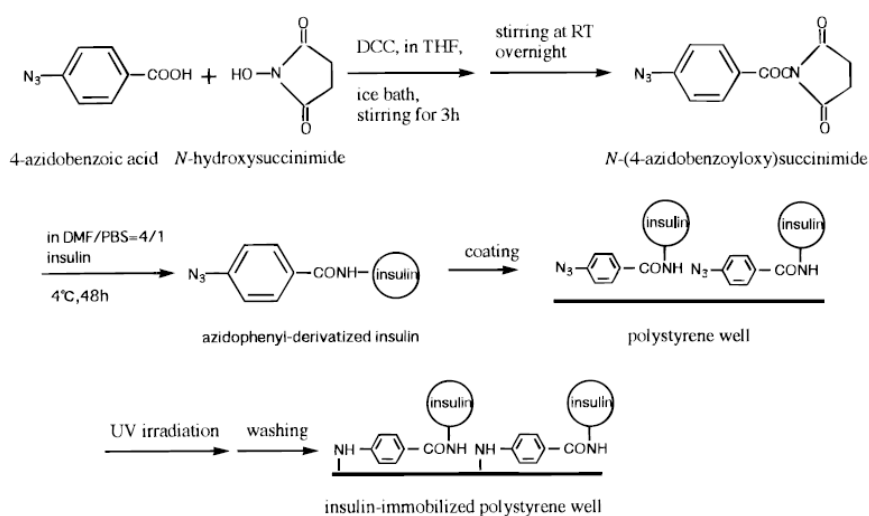 N₃ COOH + HO N O O
DCC, in THF,
ice bath,
stirring for 3h
stirring at RT
overnight
N₃ COON O O
4-azidobenzoic acid N-hydroxysuccinimide
N-(4-azidobenzoyloxy)succinimide
in DMF/PBS=4/1
insulin
4℃,48h
N₃ CONH insulin
azidophenyl-derivatized insulin
coating
insulin insulin
N₃ CONH N₃ CONH
polystyrene well
UV irradiation washing
insulin insulin
NH CONH NH CONH
insulin-immobilized polystyrene well